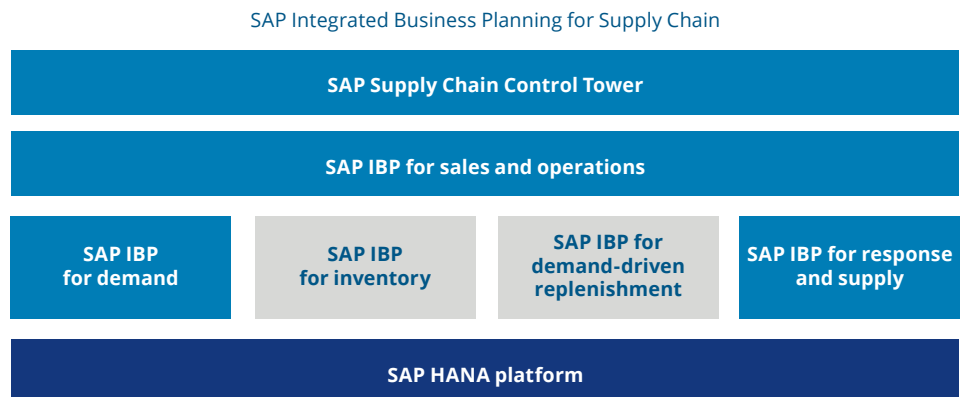 SAP Integrated Business Planning for Supply Chain
SAP Supply Chain Control Tower
SAP IBP for sales and operations
SAP IBP
for demand
SAP IBP
for inventory
SAP IBP for
demand-driven
replenishment
SAP IBP for response
and supply
SAP HANA platform